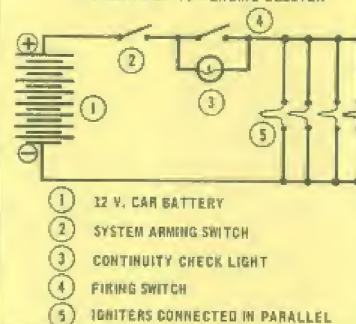 +
4
2
1
3
5
−
1 12 V. CAR BATTERY
2 SYSTEM ARMING SWITCH
3 CONTINUITY CHECK LIGHT
4 FIRING SWITCH
5 IGNITERS CONNECTED IN PARALLEL